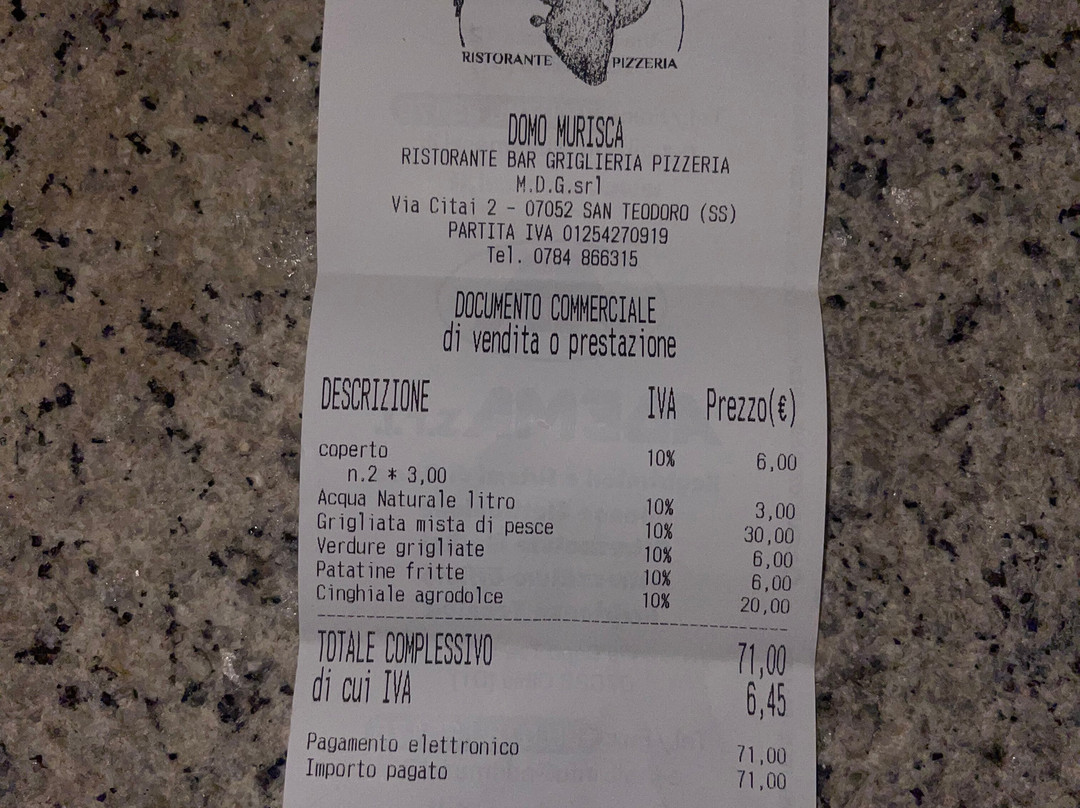 RISTORANTE PIZZERIA
DOMO MURISCA
RISTORANTE BAR GRIGLIERIA PIZZERIA
M.D.G.srl
Via Citai 2 - 07052 SAN TEODORO (SS)
PARTITA IVA 01254270919
Tel. 0784 866315
DOCUMENTO COMMERCIALE
di vendita o prestazione
DESCRIZIONE IVA Prezzo(€)
coperto 10% 6,00
n.2 * 3,00
Acqua Naturale litro 10% 3,00
Grigliata mista di pesce 10% 30,00
Verdure grigliate 10% 6,00
Patatine fritte 10% 6,00
Cinghiale agrodolce 10% 20,00
TOTALE COMPLESSIVO 71,00
di cui IVA 6,45
Pagamento elettronico 71,00
Importo pagato 71,00